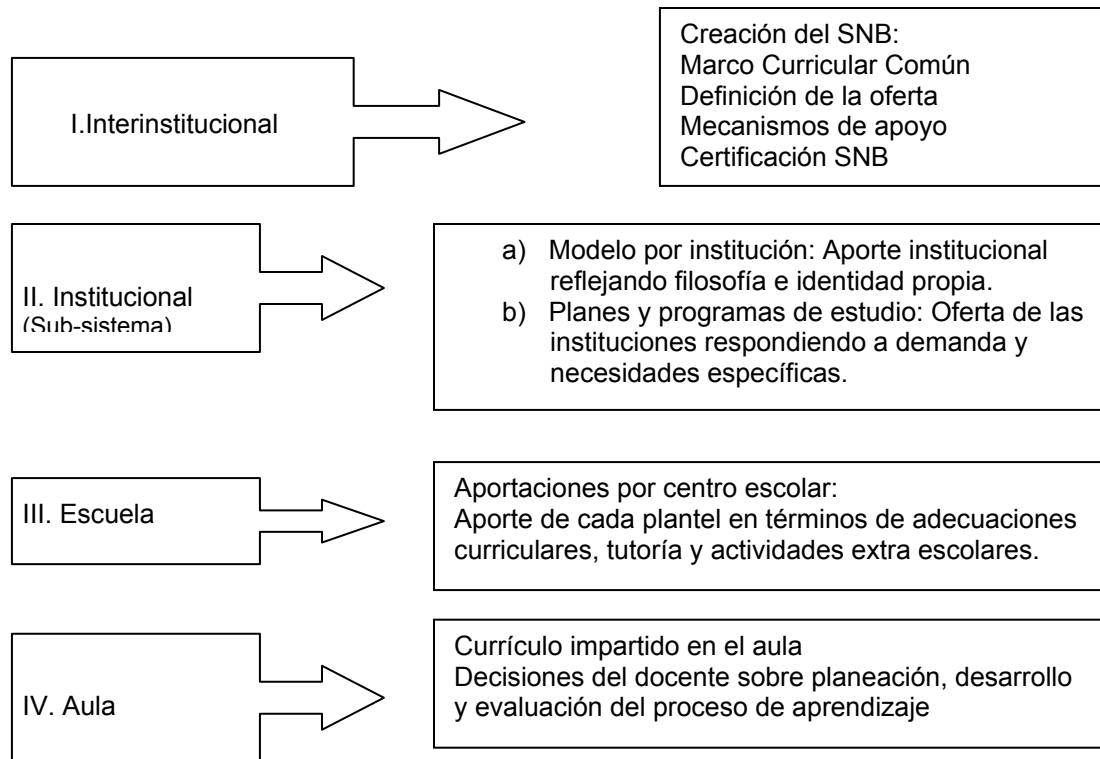 I.Interinstitucional
Creación del SNB:
Marco Curricular Común
Definición de la oferta
Mecanismos de apoyo
Certificación SNB
II. Institucional
(Sub-sistema)
a) Modelo por institución: Aporte institucional
reflejando filosofía e identidad propia.
b) Planes y programas de estudio: Oferta de las
instituciones respondiendo a demanda y
necesidades específicas.
III. Escuela
Aportaciones por centro escolar:
Aporte de cada plantel en términos de adecuaciones
curriculares, tutoría y actividades extra escolares.
IV. Aula
Currículo impartido en el aula
Decisiones del docente sobre planeación, desarrollo
y evaluación del proceso de aprendizaje